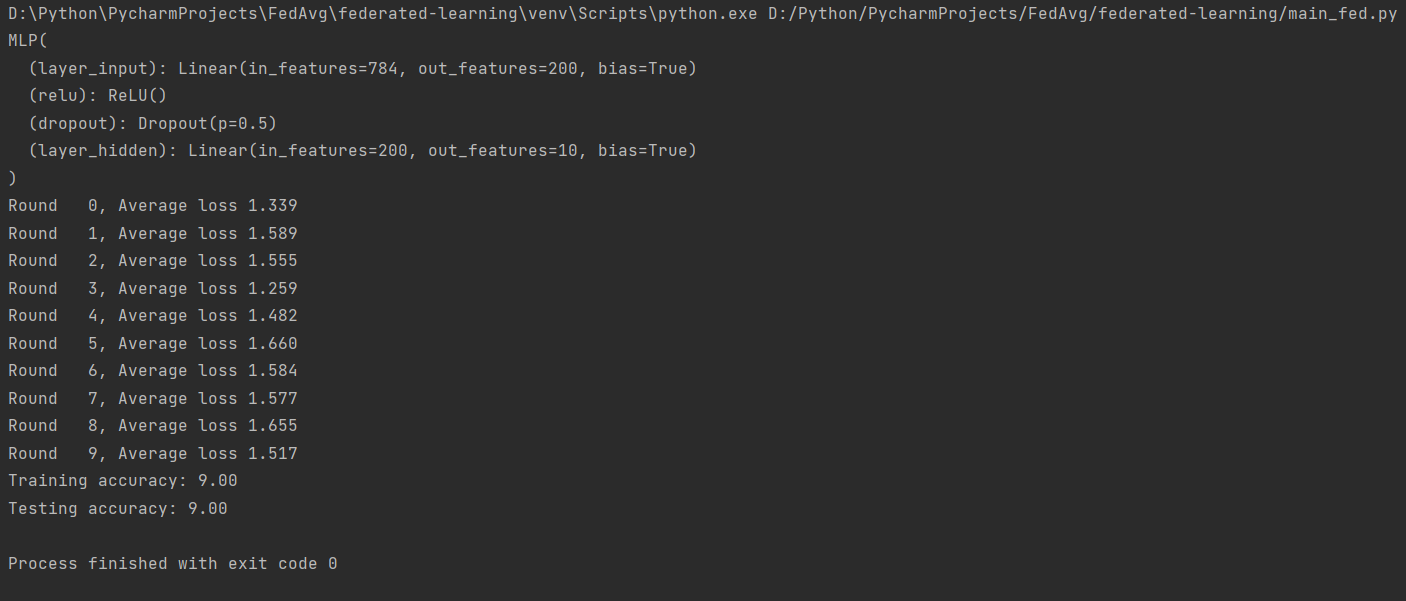 D:\Python\PycharmProjects\FedAvg\federated-learning\venv\Scripts\python.exe D:/Python/PycharmProjects/FedAvg/federated-learning/main_fed.py
MLP(
  (layer_input): Linear(in_features=784, out_features=200, bias=True)
  (relu): ReLU()
  (dropout): Dropout(p=0.5)
  (layer_hidden): Linear(in_features=200, out_features=10, bias=True)
)
Round   0, Average loss 1.339
Round   1, Average loss 1.589
Round   2, Average loss 1.555
Round   3, Average loss 1.259
Round   4, Average loss 1.482
Round   5, Average loss 1.660
Round   6, Average loss 1.584
Round   7, Average loss 1.577
Round   8, Average loss 1.655
Round   9, Average loss 1.517
Training accuracy: 9.00
Testing accuracy: 9.00

Process finished with exit code 0